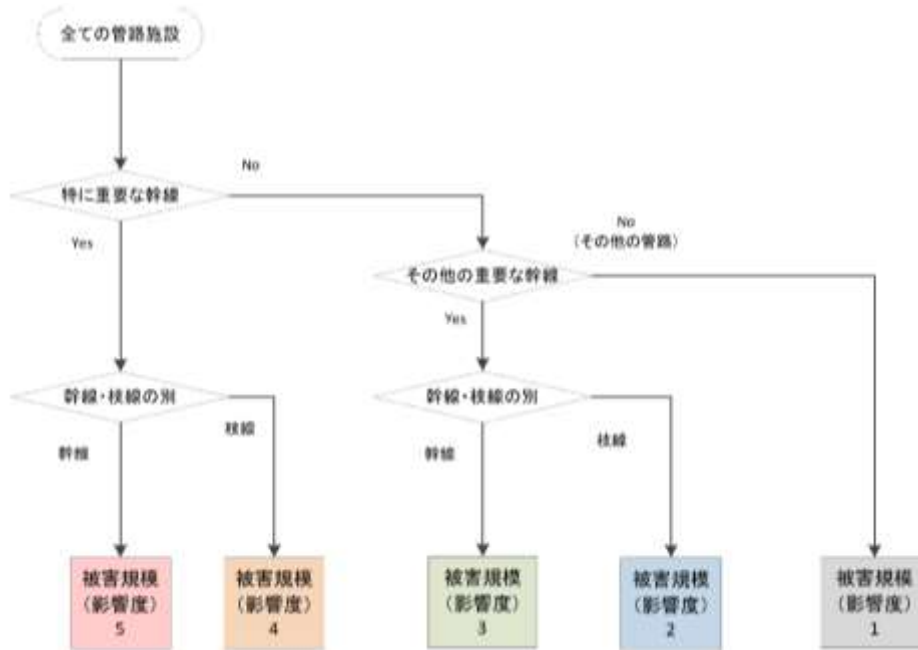 全ての管路施設
No
特に重要な幹線
No
(その他の管路)
Yes
その他の重要な幹線
Yes
幹線・枝線の別
幹線・枝線の別
枝線
幹線
幹線
枝線
被害規模
(影響度)
5
被害規模
(影響度)
4
被害規模
(影響度)
3
被害規模
(影響度)
2
被害規模
(影響度)
1